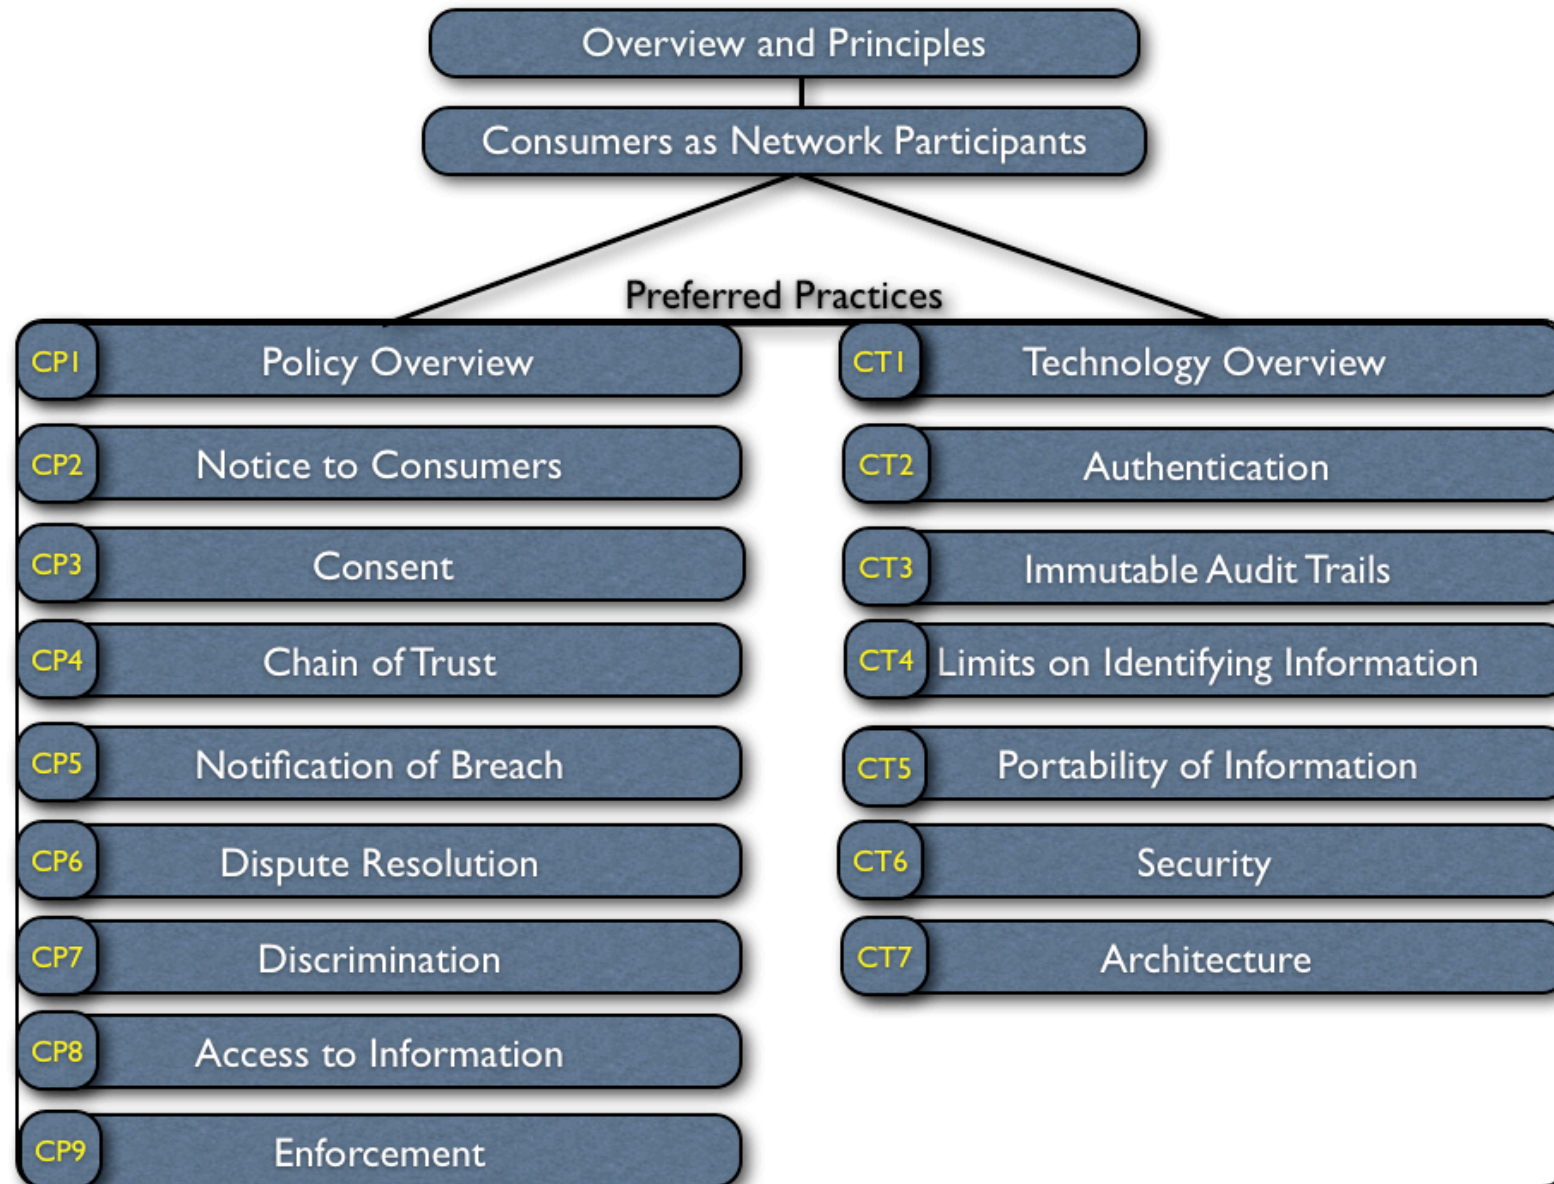 Overview and Principles
Consumers as Network Participants
Preferred Practices
CP1 Policy Overview
CP2 Notice to Consumers
CP3 Consent
CP4 Chain of Trust
CP5 Notification of Breach
CP6 Dispute Resolution
CP7 Discrimination
CP8 Access to Information
CP9 Enforcement
CT1 Technology Overview
CT2 Authentication
CT3 Immutable Audit Trails
CT4 Limits on Identifying Information
CT5 Portability of Information
CT6 Security
CT7 Architecture